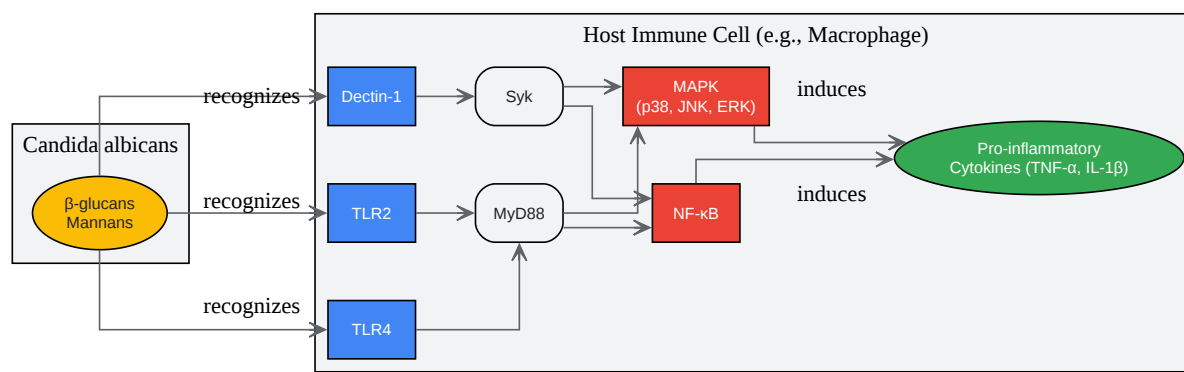 Host Immune Cell (e.g., Macrophage)
recognizes
Dectin-1
Syk
MAPK
(p38, JNK, ERK)
induces
Candida albicans
Pro-inflammatory
Cytokines (TNF-α, IL-1β)
β-glucans
Mannans
recognizes
TLR2
MyD88
NF-κB
induces
recognizes
TLR4